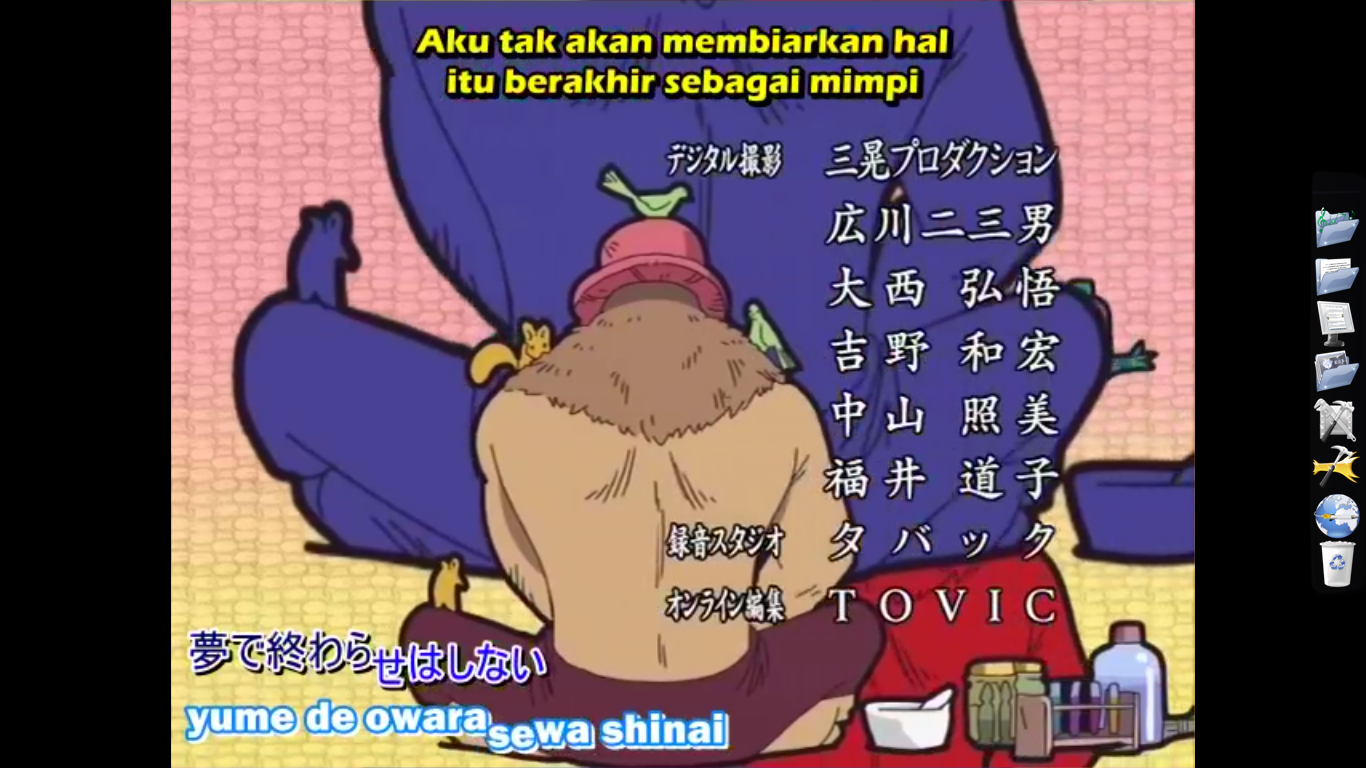 Aku tak akan membiarkan hal
itu berakhir sebagai mimpi
デジタル撮影 三晃プロダクション
広川二三男
大西 弘悟
吉野 和宏
中山 照美
福井 道子
録音スタジオ タバック
オンライン編集 TOVIC
夢で終わらせはしない
yume de owarasewa shinai